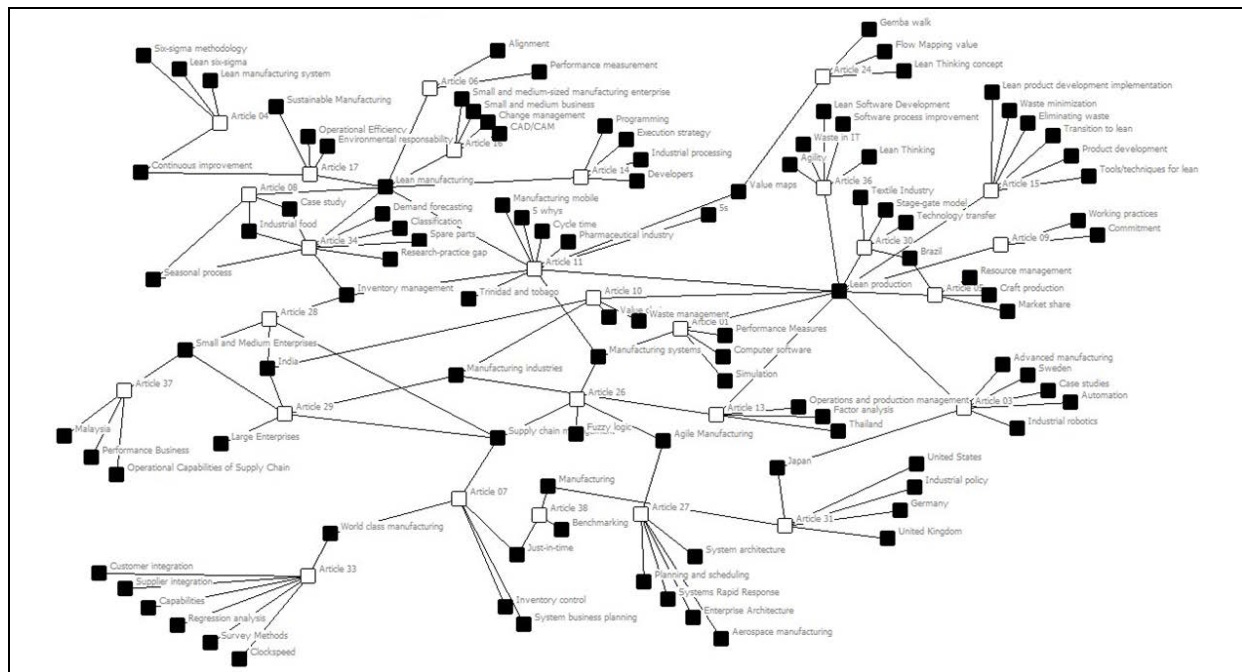 Gemba walk
Six-sigma methodology
Alignment
Flow Mapping value
Lean six-sigma
Article 24
Lean Thinking concept
Lean manufacturing system
Article 06
Performance measurement
Small and medium-sized manufacturing enterprise
Lean product development implementation
Sustainable Manufacturing
Small and medium business
Lean Software Development
Waste minimization
Article 04
Change management
Programming
Software process improvement
Eliminating waste
Operational Efficiency
CAD/CAM
Execution strategy
Transition to lean
Environmental responsability
Article 16
Waste in IT
Lean Thinking
Product development
Continuous improvement
Article 17
Industrial processing
Agility
Tools/techniques for lean
Article 14
Article 36
Article 15
Article 08
Lean manufacturing
Developers
Value maps
Textile Industry
Case study
Manufacturing mobile
Stage-gate model
Demand forecasting
5 whys
5s
Technology transfer
Working practices
Industrial food
Classification
Cycle time
Commitment
Article 34
Spare parts
Pharmaceutical industry
Article 30
Article 09
Research-practice gap
Article 11
Brazil
Seasonal process
Resource management
Inventory management
Trinidad and tobago
Article 10
Lean production
Article 05
Craft production
Market share
Article 28
Value c
Waste management
Article 01
Performance Measures
Small and Medium Enterprises
Manufacturing systems
Computer software
India
Manufacturing industries
Simulation
Advanced manufacturing
Sweden
Article 37
Case studies
Article 29
Article 26
Article 13
Operations and production management
Article 03
Automation
Factor analysis
Malaysia
Large Enterprises
Supply chain management
Fuzzy logic
Agile Manufacturing
Thailand
Industrial robotics
Performance Business
Operational Capabilities of Supply Chain
Japan
United States
Manufacturing
Industrial policy
Article 07
Article 38
Article 27
Germany
World class manufacturing
Benchmarking
Article 31
United Kingdom
Just-in-time
System architecture
Customer integration
Article 33
Planning and scheduling
Supplier integration
Systems Rapid Response
Capabilities
Inventory control
Enterprise Architecture
Regression analysis
System business planning
Survey Methods
Aerospace manufacturing
Clockspeed